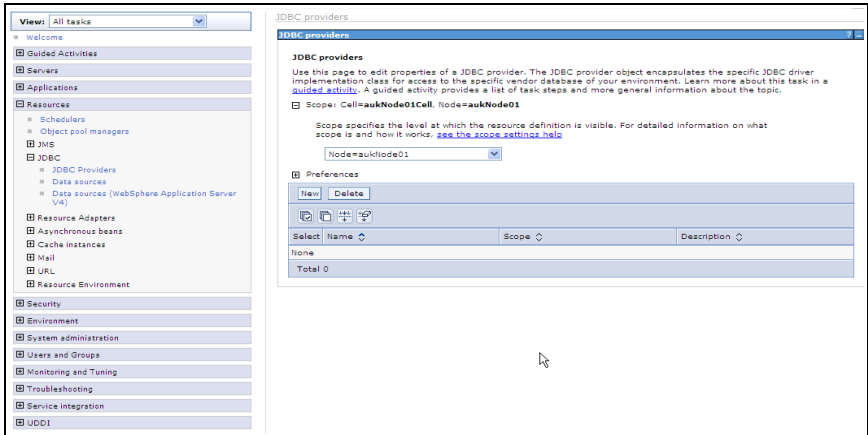 View: All tasks
Welcome
Guided Activities
Servers
Applications
Resources
Schedulers
Object pool managers
JMS
JDBC
JDBC Providers
Data sources
Data sources (WebSphere Application Server
V4)
Resource Adapters
Asynchronous beans
Cache instances
Mail
URL
Resource Environment
Security
Environment
System administration
Users and Groups
Monitoring and Tuning
Troubleshooting
Service integration
UDDI
JDBC providers
JDBC providers ? -
JDBC providers
Use this page to edit properties of a JDBC provider. The JDBC provider object encapsulates the specific JDBC driver
implementation class for access to the specific vendor database of your environment. Learn more about this task in a
guided activity. A guided activity provides a list of task steps and more general information about the topic.
Scope: Cell=aukNode01Cell, Node=aukNode01
Scope specifies the level at which the resource definition is visible. For detailed information on what
scope is and how it works, see the scope settings help
Node=aukNode01
Preferences
New Delete
Select Name Scope Description
None
Total 0